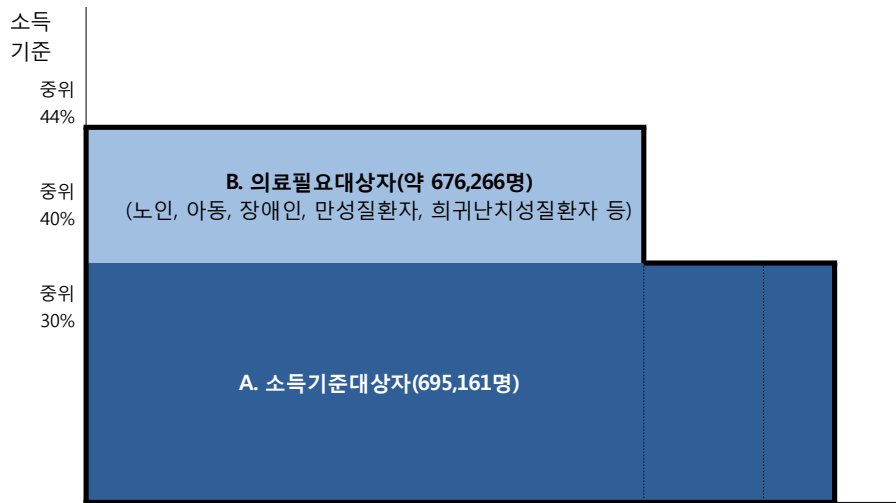 소득
기준
중위
44%
B. 의료필요대상자(약 676,266명)
(노인, 아동, 장애인, 만성질환자, 희귀난치성질환자 등)
중위
40%
중위
30%
A. 소득기준대상자(695,161명)